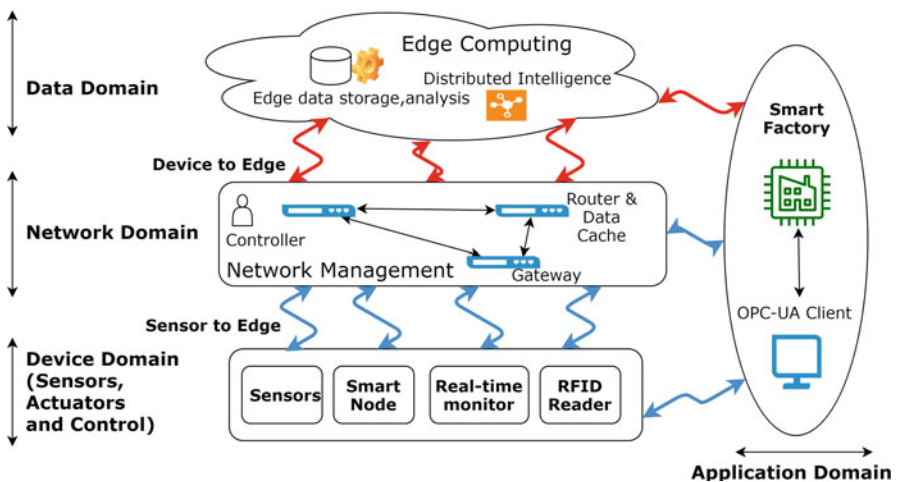 Edge Computing
Distributed Intelligence
Edge data storage,analysis
Data Domain
Smart
Factory
Device to Edge
Router &
Data
Cache
Controller
Network Domain
Network Management
Gateway
OPC-UA Client
Sensor to Edge
Device Domain
(Sensors,
Actuators
and Control)
Sensors
Smart
Node
Real-time
monitor
RFID
Reader
Application Domain